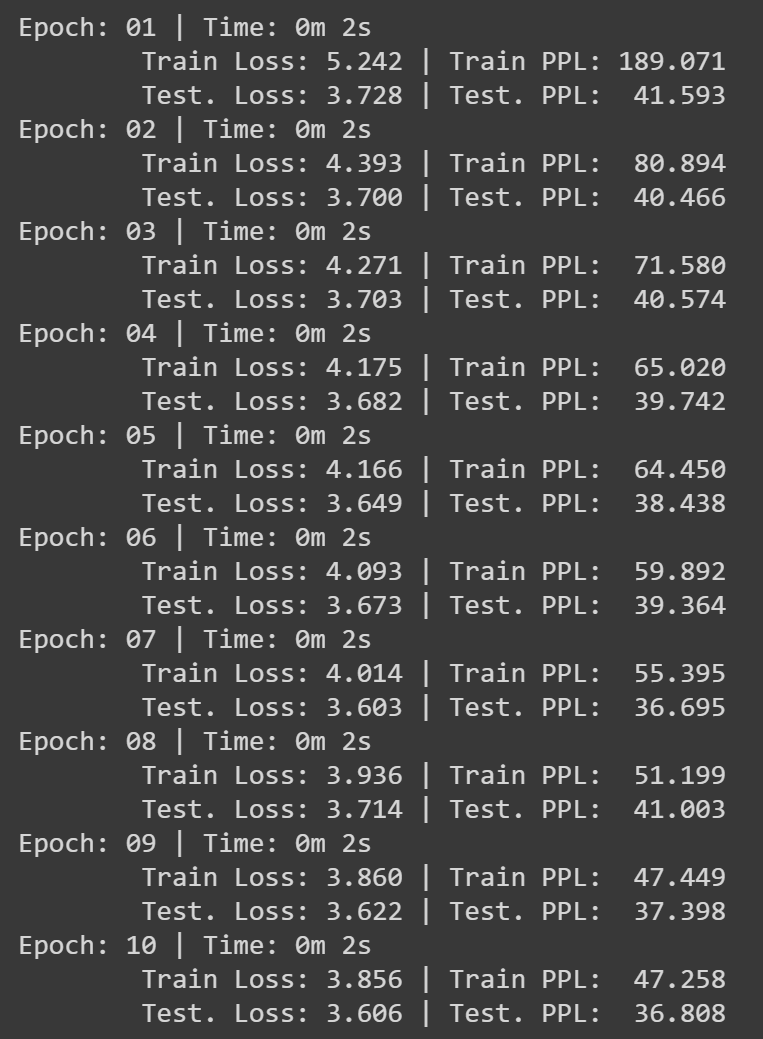 Epoch: 01 | Time: 0m 2s
Train Loss: 5.242 | Train PPL: 189.071
Test. Loss: 3.728 | Test. PPL: 41.593
Epoch: 02 | Time: 0m 2s
Train Loss: 4.393 | Train PPL: 80.894
Test. Loss: 3.700 | Test. PPL: 40.466
Epoch: 03 | Time: 0m 2s
Train Loss: 4.271 | Train PPL: 71.580
Test. Loss: 3.703 | Test. PPL: 40.574
Epoch: 04 | Time: 0m 2s
Train Loss: 4.175 | Train PPL: 65.020
Test. Loss: 3.682 | Test. PPL: 39.742
Epoch: 05 | Time: 0m 2s
Train Loss: 4.166 | Train PPL: 64.450
Test. Loss: 3.649 | Test. PPL: 38.438
Epoch: 06 | Time: 0m 2s
Train Loss: 4.093 | Train PPL: 59.892
Test. Loss: 3.673 | Test. PPL: 39.364
Epoch: 07 | Time: 0m 2s
Train Loss: 4.014 | Train PPL: 55.395
Test. Loss: 3.603 | Test. PPL: 36.695
Epoch: 08 | Time: 0m 2s
Train Loss: 3.936 | Train PPL: 51.199
Test. Loss: 3.714 | Test. PPL: 41.003
Epoch: 09 | Time: 0m 2s
Train Loss: 3.860 | Train PPL: 47.449
Test. Loss: 3.622 | Test. PPL: 37.398
Epoch: 10 | Time: 0m 2s
Train Loss: 3.856 | Train PPL: 47.258
Test. Loss: 3.606 | Test. PPL: 36.808